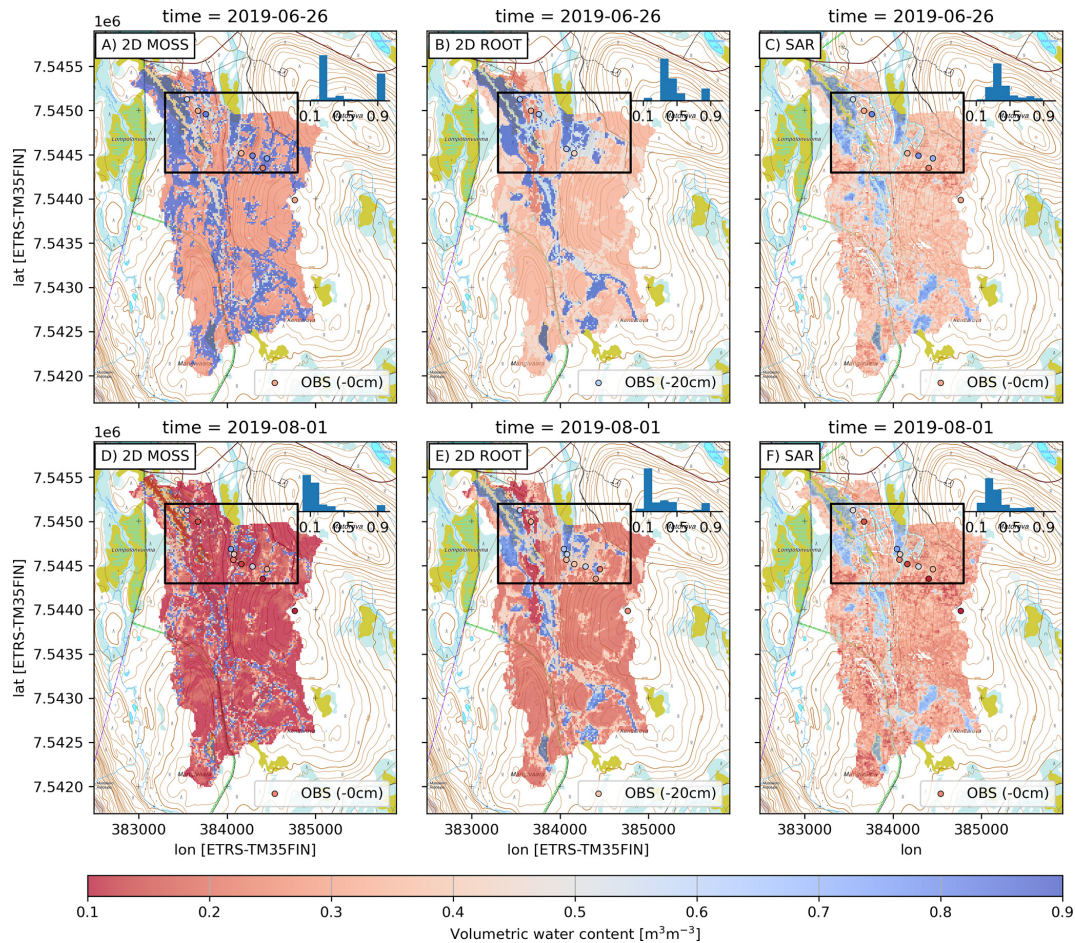 time = 2019-06-26
time = 2019-06-26
time = 2019-06-26
1e6
A) 2D MOSS
B) 2D ROOT
C) SAR
7.5455
7.5450
7.5445
7.5440
7.5435
7.5430
7.5425
7.5420
lat [ETRS-TM35FIN]
0.1 0.5 0.9
0.1 0.5 0.9
0.1 0.5 0.9
Lompolonvuoma
Kentarova
OBS (-0cm)
OBS (-20cm)
OBS (-0cm)
time = 2019-08-01
time = 2019-08-01
time = 2019-08-01
1e6
D) 2D MOSS
E) 2D ROOT
F) SAR
7.5455
7.5450
7.5445
7.5440
7.5435
7.5430
7.5425
7.5420
lat [ETRS-TM35FIN]
0.1 0.5 0.9
0.1 0.5 0.9
0.1 0.5 0.9
Lompolonvuoma
Kentarova
OBS (-0cm)
OBS (-20cm)
OBS (-0cm)
383000 384000 385000
383000 384000 385000
383000 384000 385000
lon [ETRS-TM35FIN]
lon [ETRS-TM35FIN]
lon
0.1 0.2 0.3 0.4 0.5 0.6 0.7 0.8 0.9
Volumetric water content [m³m⁻³]